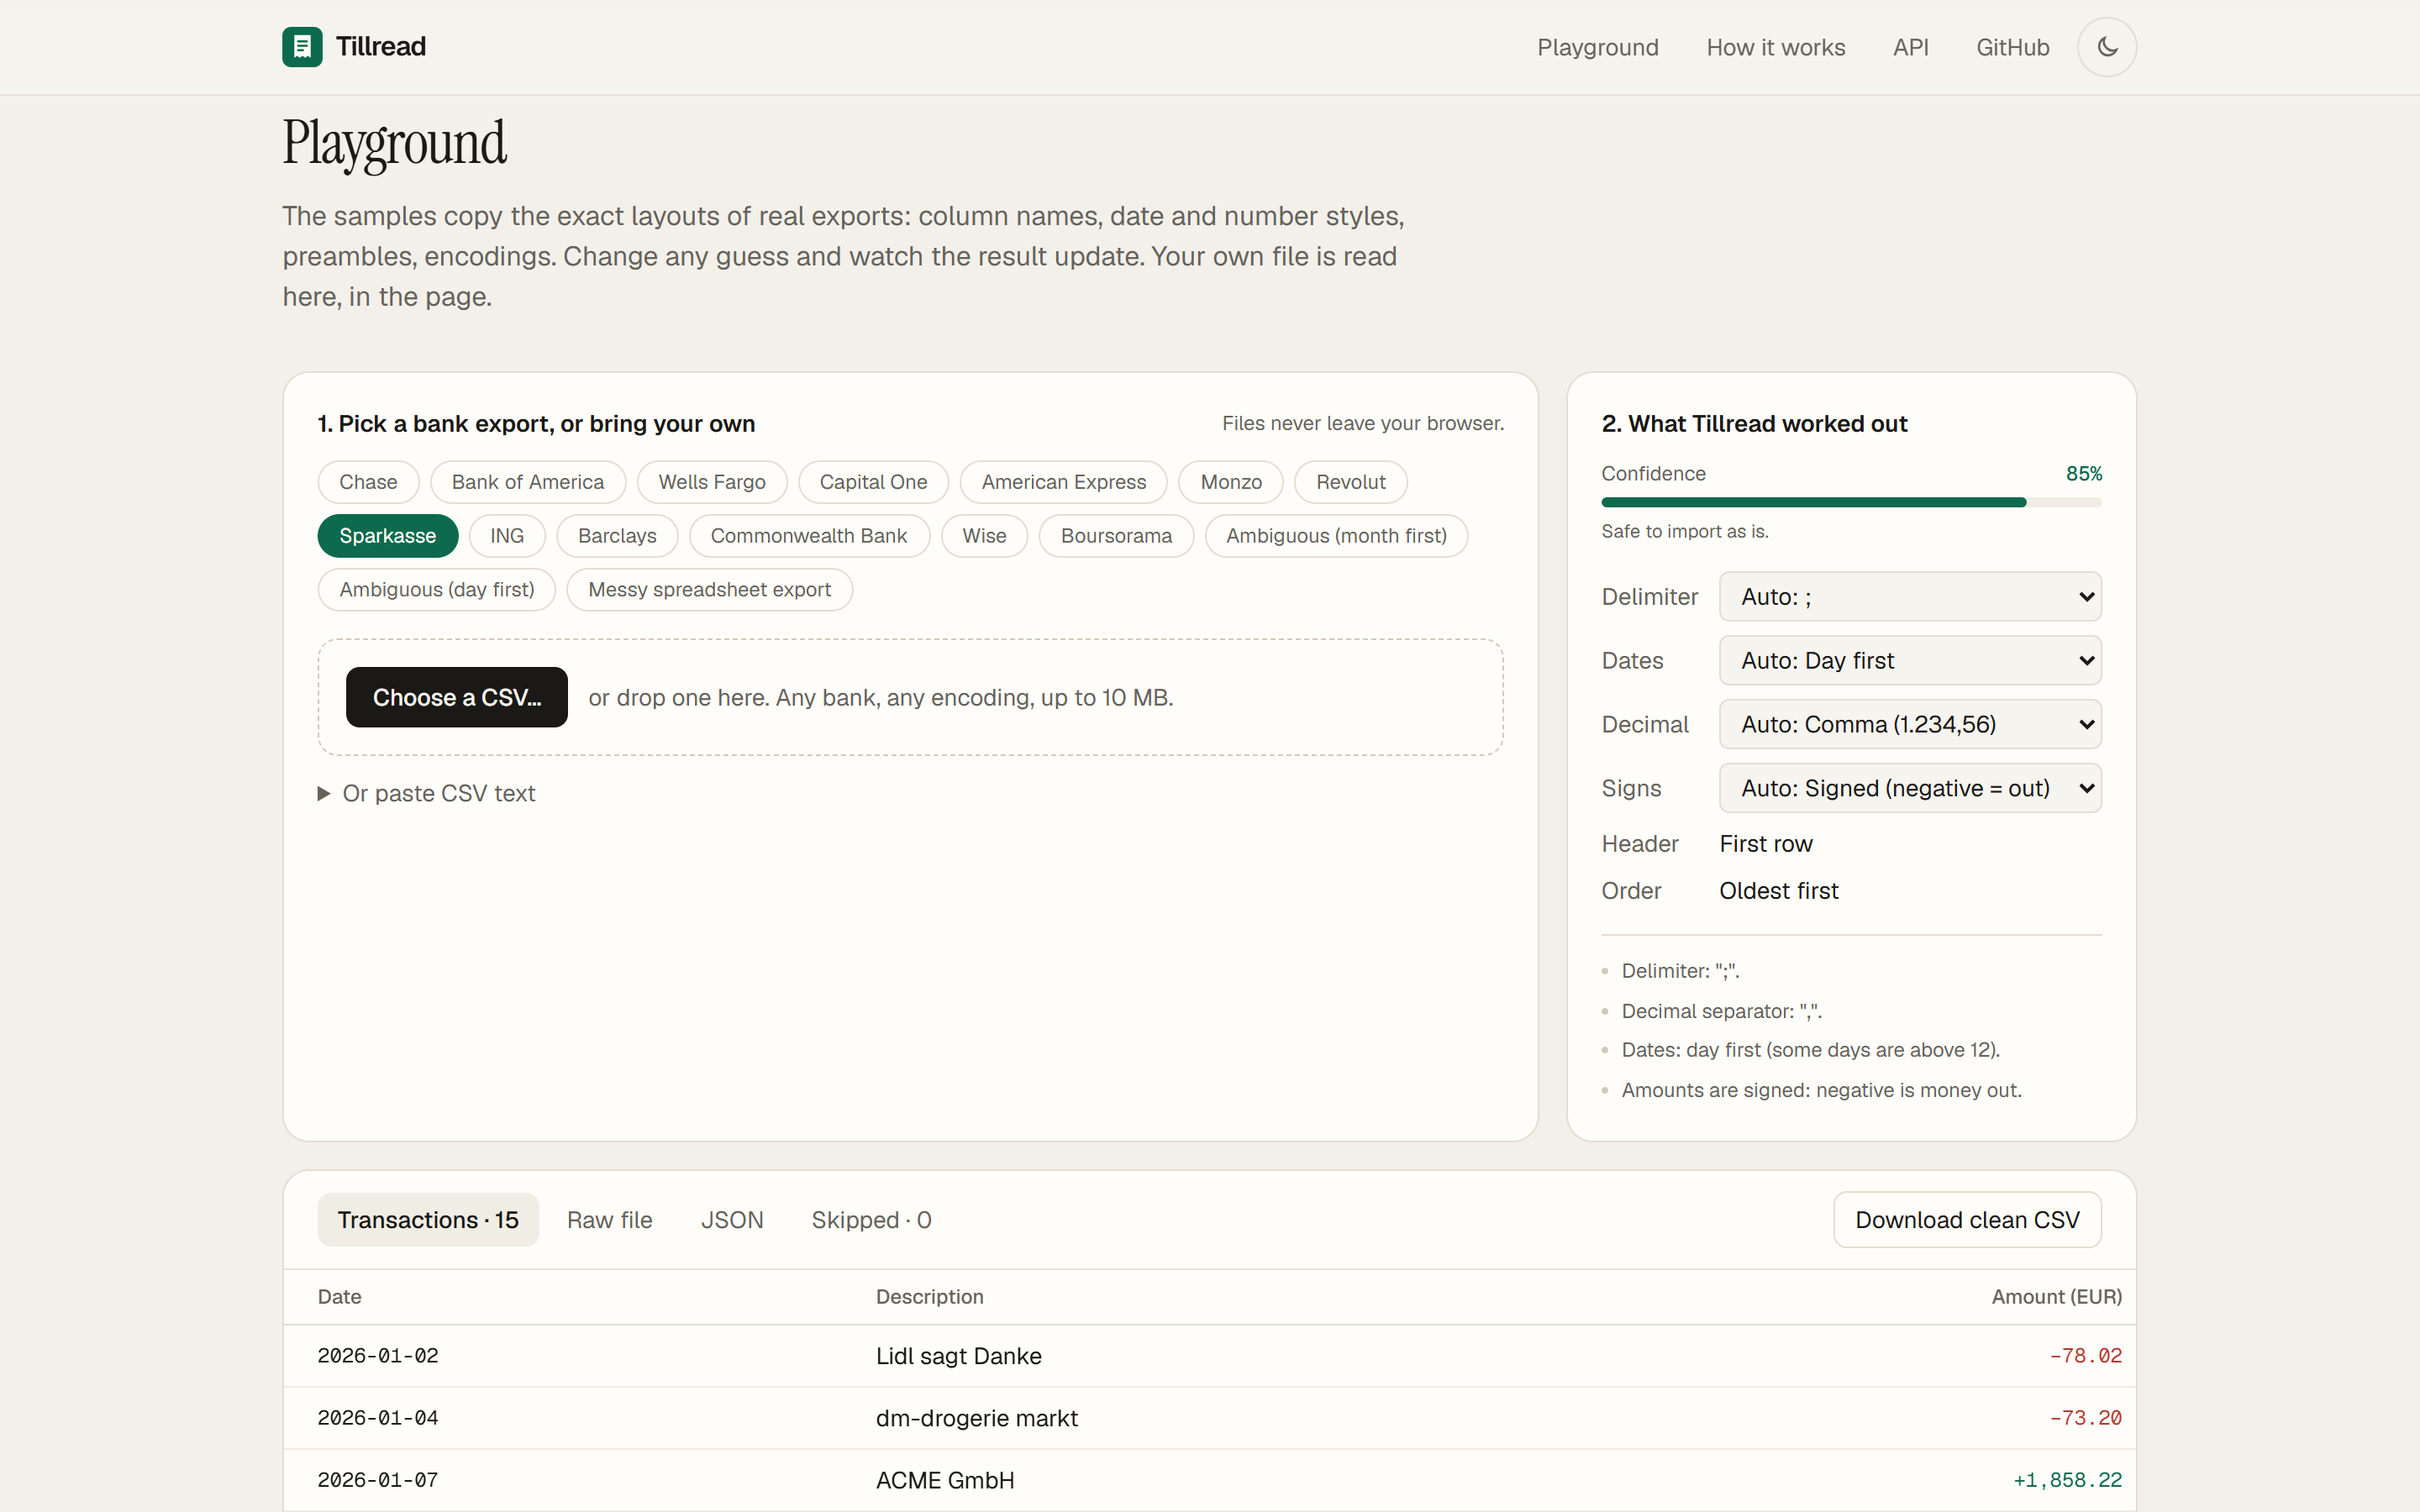 Tillread
Playground How it works API GitHub
Playground
The samples copy the exact layouts of real exports: column names, date and number styles,
preambles, encodings. Change any guess and watch the result update. Your own file is read
here, in the page.
1. Pick a bank export, or bring your own
Files never leave your browser.
Chase Bank of America Wells Fargo Capital One American Express Monzo Revolut
Sparkasse ING Barclays Commonwealth Bank Wise Boursorama Ambiguous (month first)
Ambiguous (day first) Messy spreadsheet export
Choose a CSV... or drop one here. Any bank, any encoding, up to 10 MB.
Or paste CSV text
2. What Tillread worked out
Confidence 85%
Safe to import as is.
Delimiter Auto: ;
Dates Auto: Day first
Decimal Auto: Comma (1.234,56)
Signs Auto: Signed (negative = out)
Header First row
Order Oldest first
Delimiter: ";".
Decimal separator: ",".
Dates: day first (some days are above 12).
Amounts are signed: negative is money out.
Transactions · 15 Raw file JSON Skipped · 0 Download clean CSV
Date Description Amount (EUR)
2026-01-02 Lidl sagt Danke -78.02
2026-01-04 dm-drogerie markt -73.20
2026-01-07 ACME GmbH +1,858.22